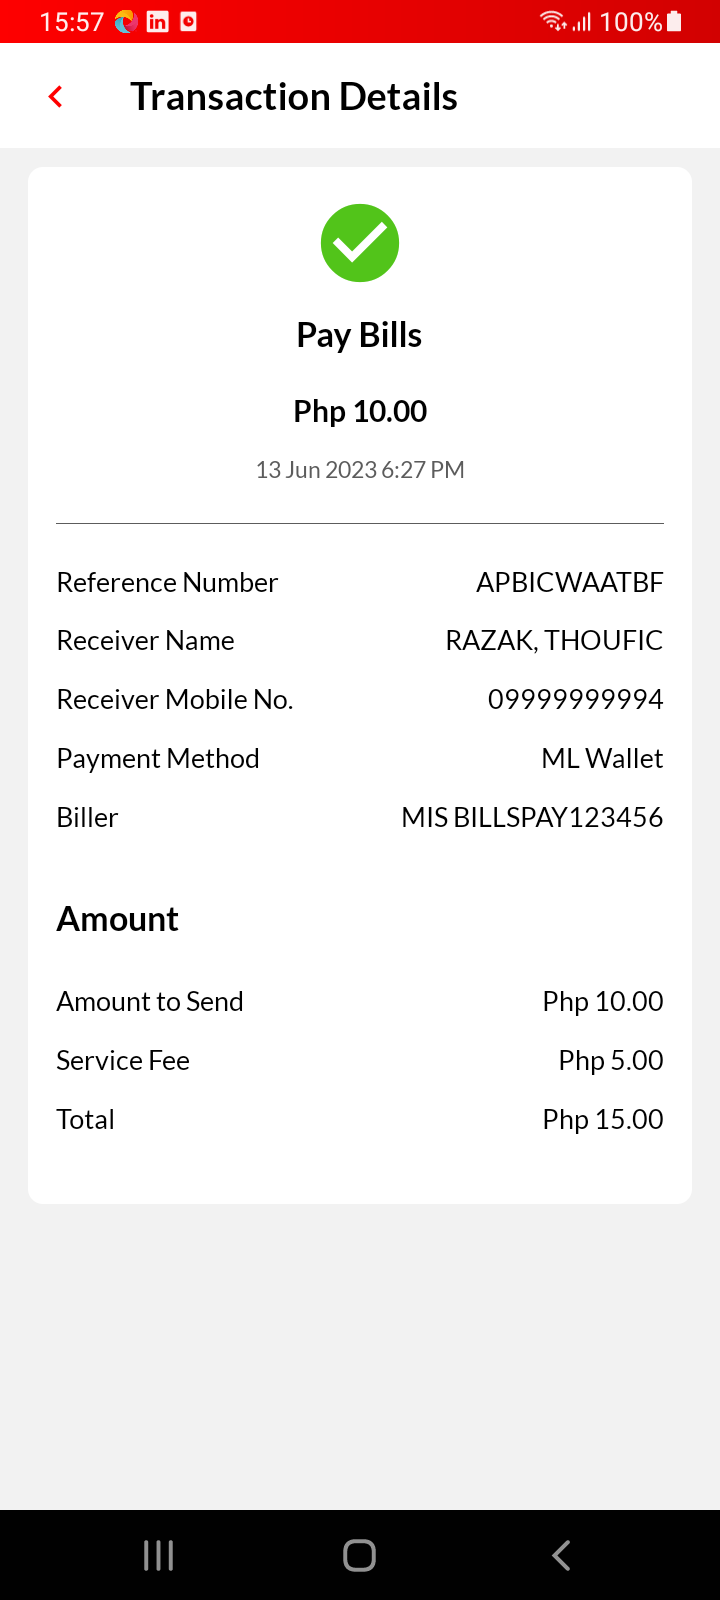 15:57 in 100%
Transaction Details
Pay Bills
Php 10.00
13 Jun 2023 6:27 PM
Reference Number APBICWAATBF
Receiver Name RAZAK, THOUFIC
Receiver Mobile No. 09999999994
Payment Method ML Wallet
Biller MIS BILLSPAY123456
Amount
Amount to Send Php 10.00
Service Fee Php 5.00
Total Php 15.00